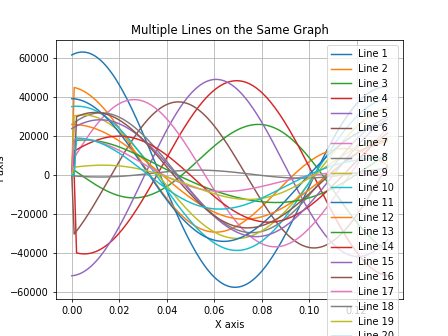 Multiple Lines on the Same Graph
60000
40000
20000
0
−20000
−40000
−60000
0.00
0.02
0.04
0.06
0.08
0.10
X axis
Line 1
Line 2
Line 3
Line 4
Line 5
Line 6
Line 7
Line 8
Line 9
Line 10
Line 11
Line 12
Line 13
Line 14
Line 15
Line 16
Line 17
Line 18
Line 19
Line 20